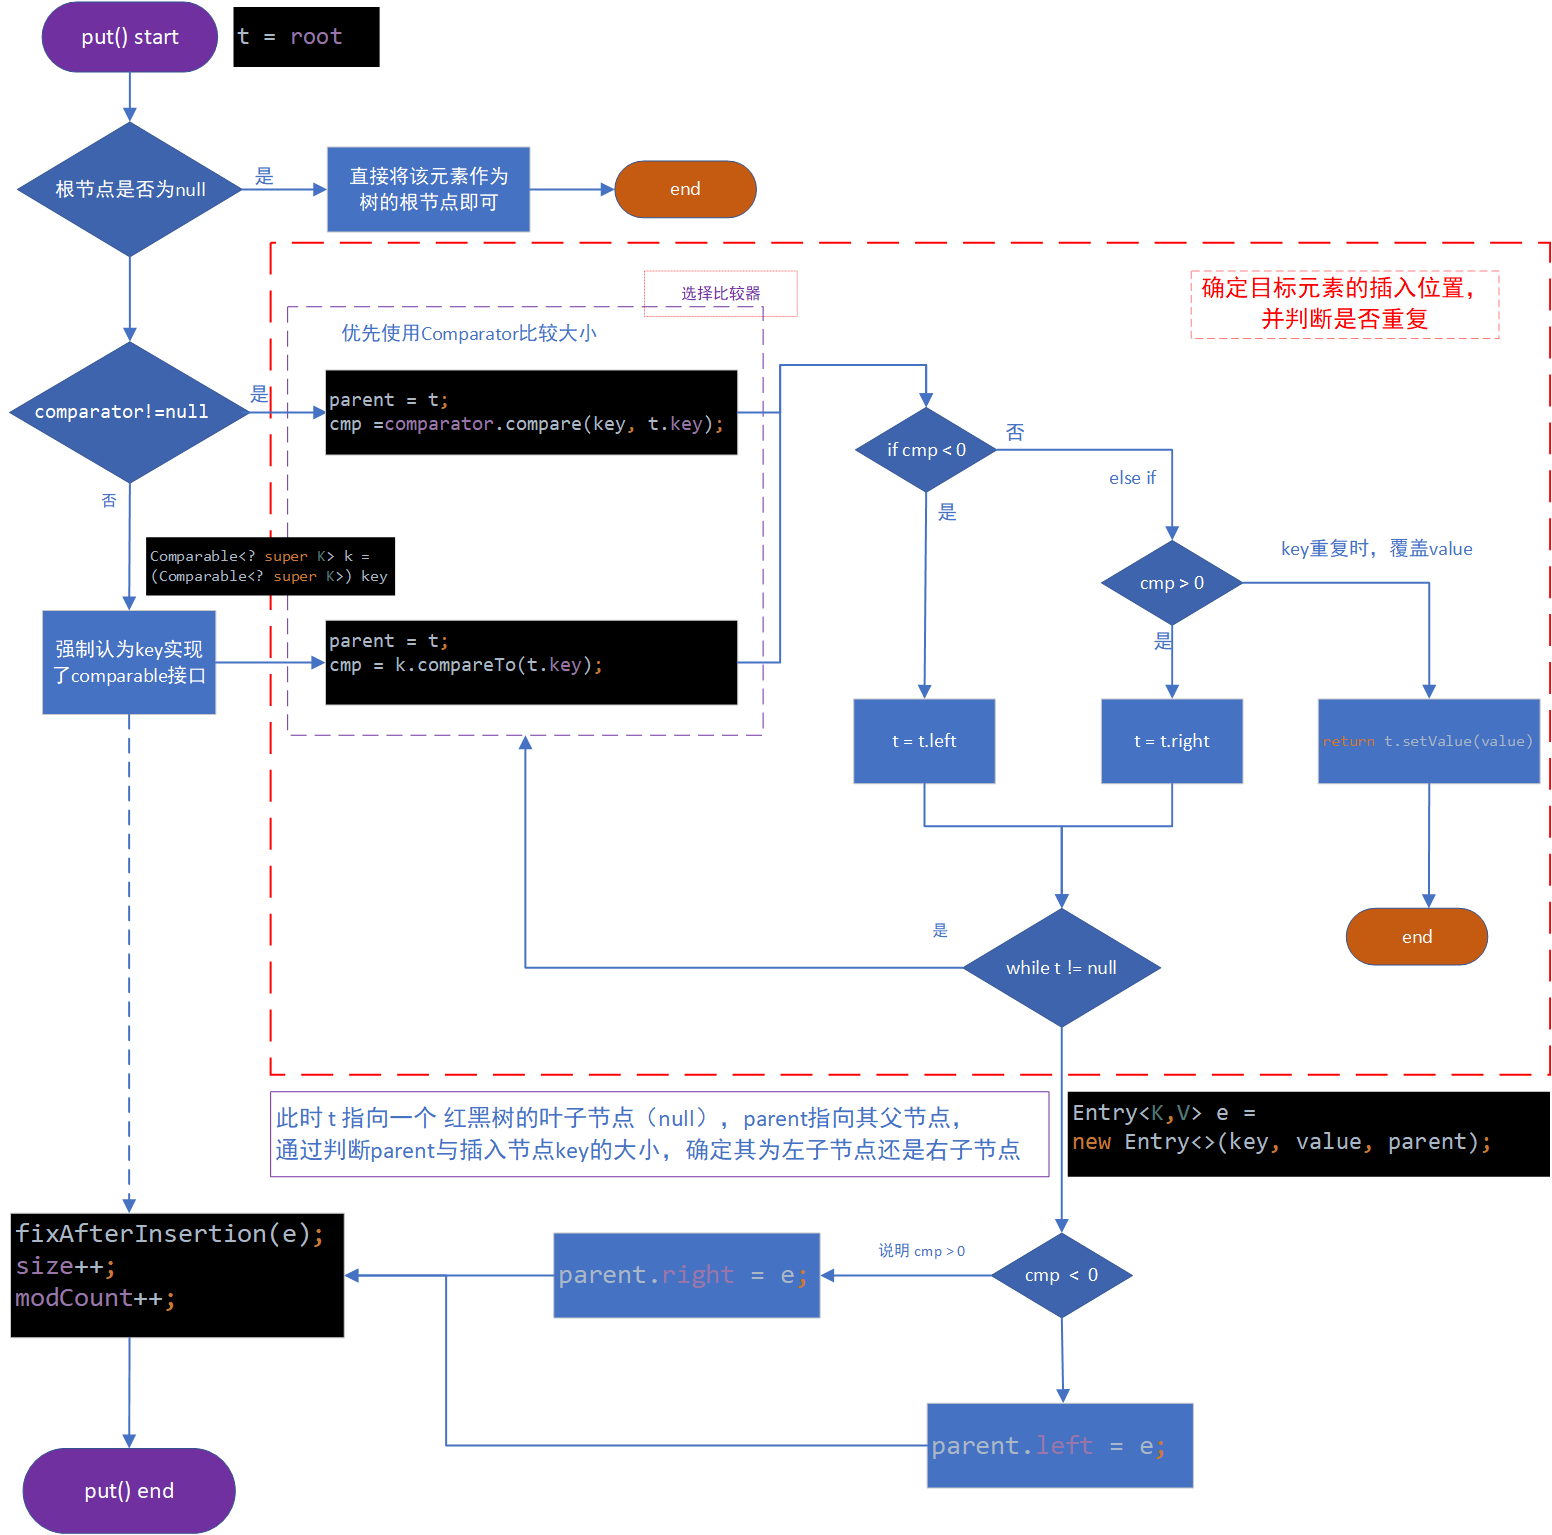 put() start
t = root
根节点是否为null
是
直接将该元素作为
树的根节点即可
end
选择比较器
确定目标元素的插入位置，
并判断是否重复
优先使用Comparator比较大小
comparator!=null
是
parent = t;
cmp =comparator.compare(key, t.key);
if cmp < 0
否
else if
是
否
Comparable<? super K> k =
(Comparable<? super K>) key
key重复时，覆盖value
cmp > 0
是
强制认为key实现
了comparable接口
parent = t;
cmp = k.compareTo(t.key);
t = t.left
t = t.right
return t.setValue(value)
是
while t != null
end
此时 t 指向一个 红黑树的叶子节点（null），parent指向其父节点，
通过判断parent与插入节点key的大小，确定其为左子节点还是右子节点
Entry<K,V> e =
new Entry<>(key, value, parent);
fixAfterInsertion(e);
size++;
modCount++;
parent.right = e;
说明 cmp > 0
cmp < 0
parent.left = e;
put() end